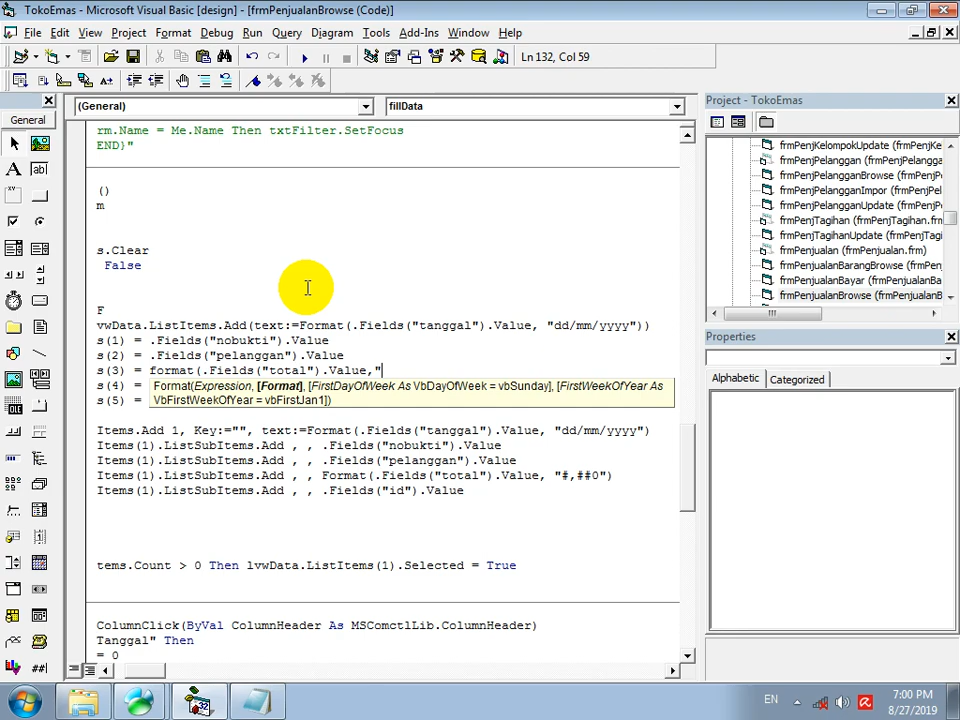 TokoEmas - Microsoft Visual Basic [design] - [frmPenjualanBrowse (Code)]
File Edit View Project Format Debug Run Query Diagram Tools Add-Ins Window Help
Ln 132, Col 59
General
(General)
fillData
rm.Name = Me.Name Then txtFilter.SetFocus
END}"
()
m
s.Clear
False
F
vwData.ListItems.Add(text:=Format(.Fields("tanggal").Value, "dd/mm/yyyy"))
s(1) = .Fields("nobukti").Value
s(2) = .Fields("pelanggan").Value
s(3) = format(.Fields("total").Value,"
s(4) =
s(5) =
Format(Expression, [Format], [FirstDayOfWeek As VbDayOfWeek = vbSunday], [FirstWeekOfYear As
VbFirstWeekOfYear = vbFirstJan1])
Items.Add 1, Key:="", text:=Format(.Fields("tanggal").Value, "dd/mm/yyyy")
Items(1).ListSubItems.Add , , .Fields("nobukti").Value
Items(1).ListSubItems.Add , , .Fields("pelanggan").Value
Items(1).ListSubItems.Add , , Format(.Fields("total").Value, "#,##0")
Items(1).ListSubItems.Add , , .Fields("id").Value
tems.Count > 0 Then lvwData.ListItems(1).Selected = True
ColumnClick(ByVal ColumnHeader As MSComctlLib.ColumnHeader)
Tanggal" Then
= 0
Project - TokoEmas
frmPenjKelompokUpdate (frmPenjKe
frmPenjPelanggan (frmPenjPelangga
frmPenjPelangganBrowse (frmPenjPel
frmPenjPelangganImpor (frmPenjPel
frmPenjPelangganUpdate (frmPenjPel
frmPenjTagihan (frmPenjTagihan.frm
frmPenjTagihanUpdate (frmPenjTagi
frmPenjualan (frmPenjualan.frm)
frmPenjualanBarangBrowse (frmPenj
frmPenjualanBayar (frmPenjualanBa
frmPenjualanBrowse (frmPenjualanB
Properties
Alphabetic Categorized
EN
7:00 PM
8/27/2019